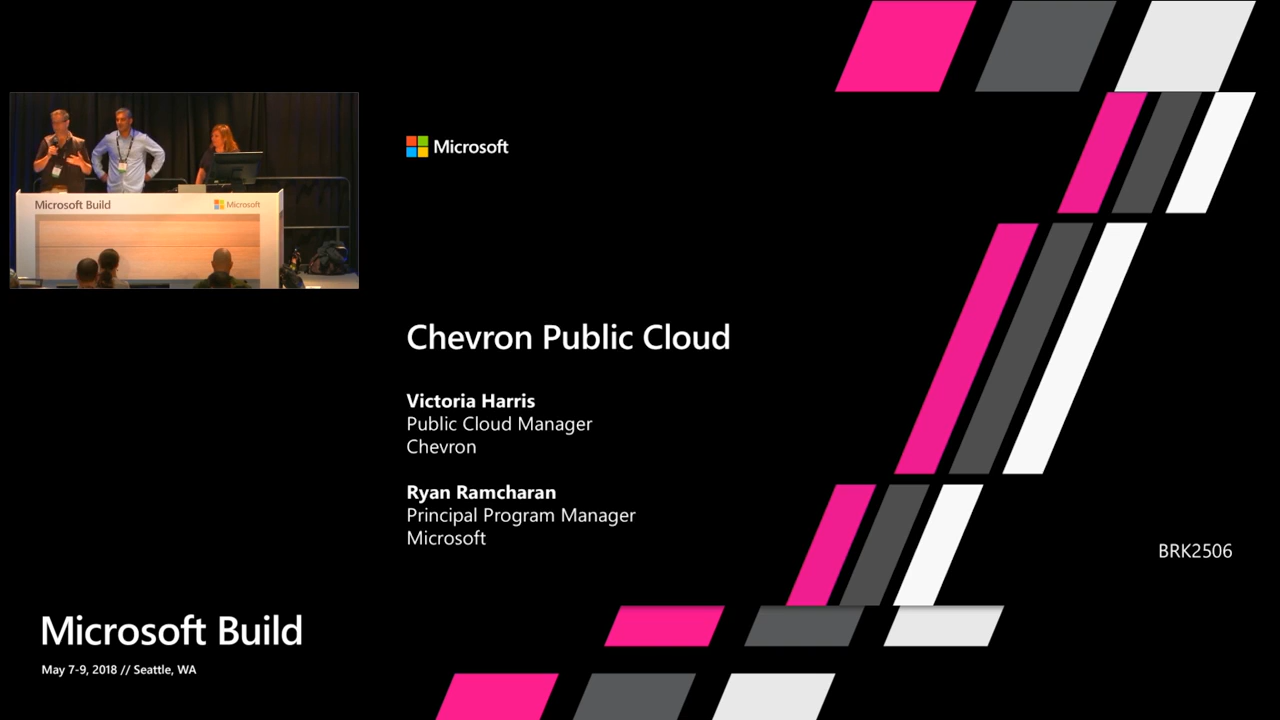 Microsoft Build
Microsoft
Microsoft
Chevron Public Cloud
Victoria Harris
Public Cloud Manager
Chevron
Ryan Ramcharan
Principal Program Manager
Microsoft
BRK2506
Microsoft Build
May 7-9, 2018 // Seattle, WA